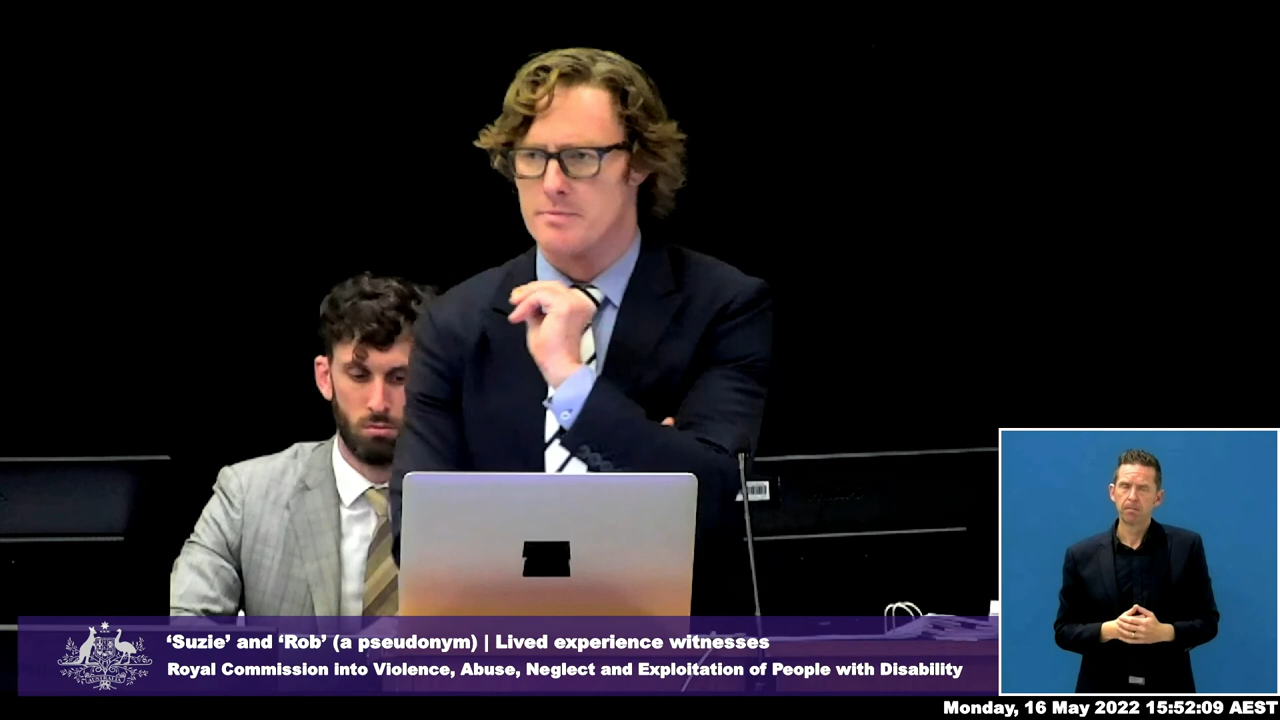 ‘Suzie’ and ‘Rob’ (a pseudonym) | Lived experience witnesses
Royal Commission into Violence, Abuse, Neglect and Exploitation of People with Disability
Monday, 16 May 2022 15:52:09 AEST